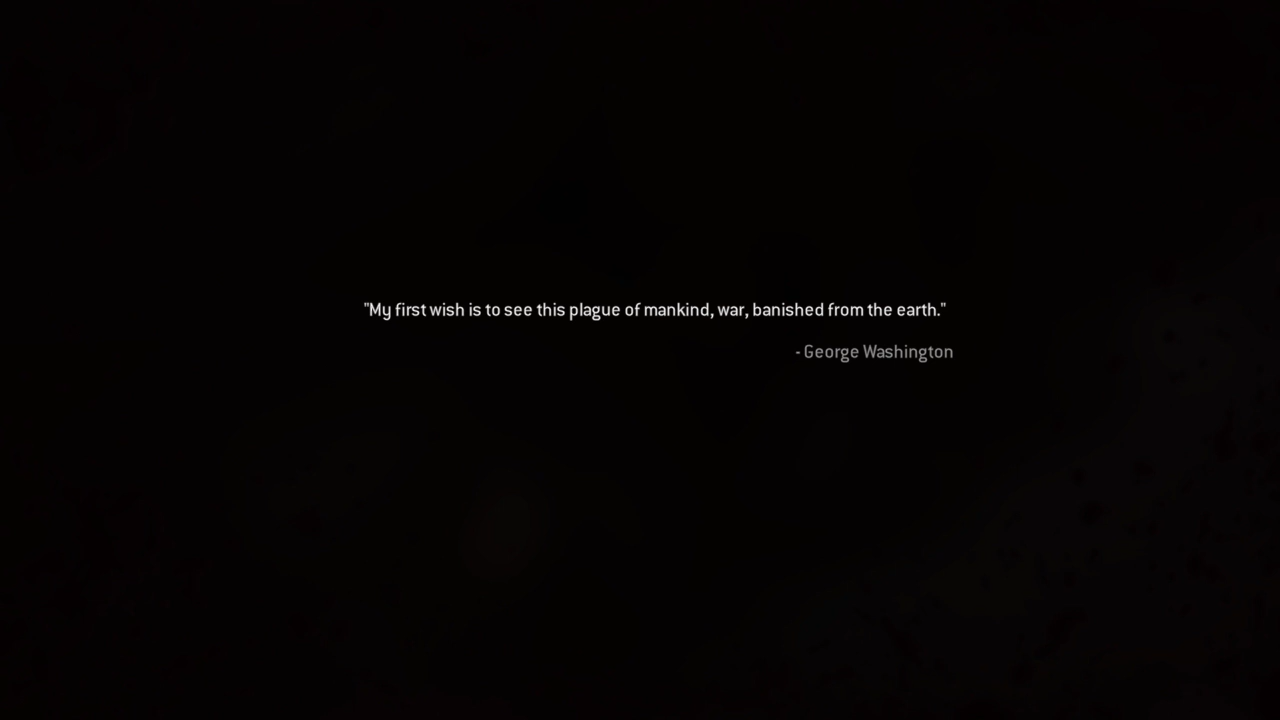 "My first wish is to see this plague of mankind, war, banished from the earth."
- George Washington